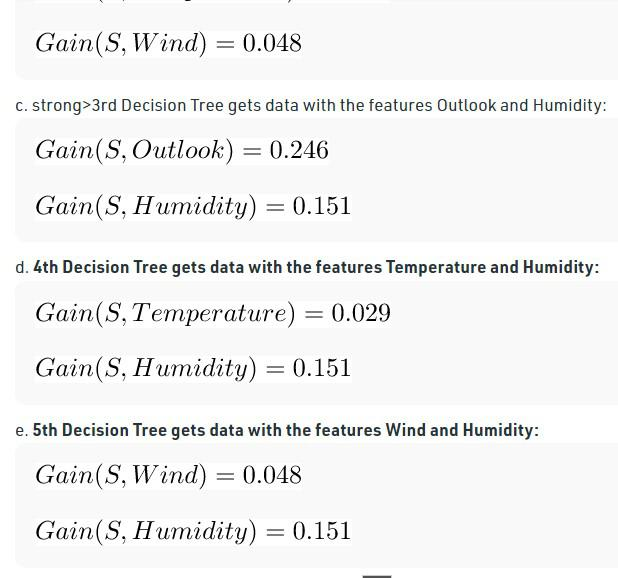 Gain(S, Wind) = 0.048
c. strong>3rd Decision Tree gets data with the features Outlook and Humidity:
Gain(S, Outlook) = 0.246
Gain(S, Humidity) = 0.151
d. 4th Decision Tree gets data with the features Temperature and Humidity:
Gain(S, Temperature) = 0.029
Gain(S, Humidity) = 0.151
e. 5th Decision Tree gets data with the features Wind and Humidity:
Gain(S, Wind) = 0.048
Gain(S, Humidity) = 0.151